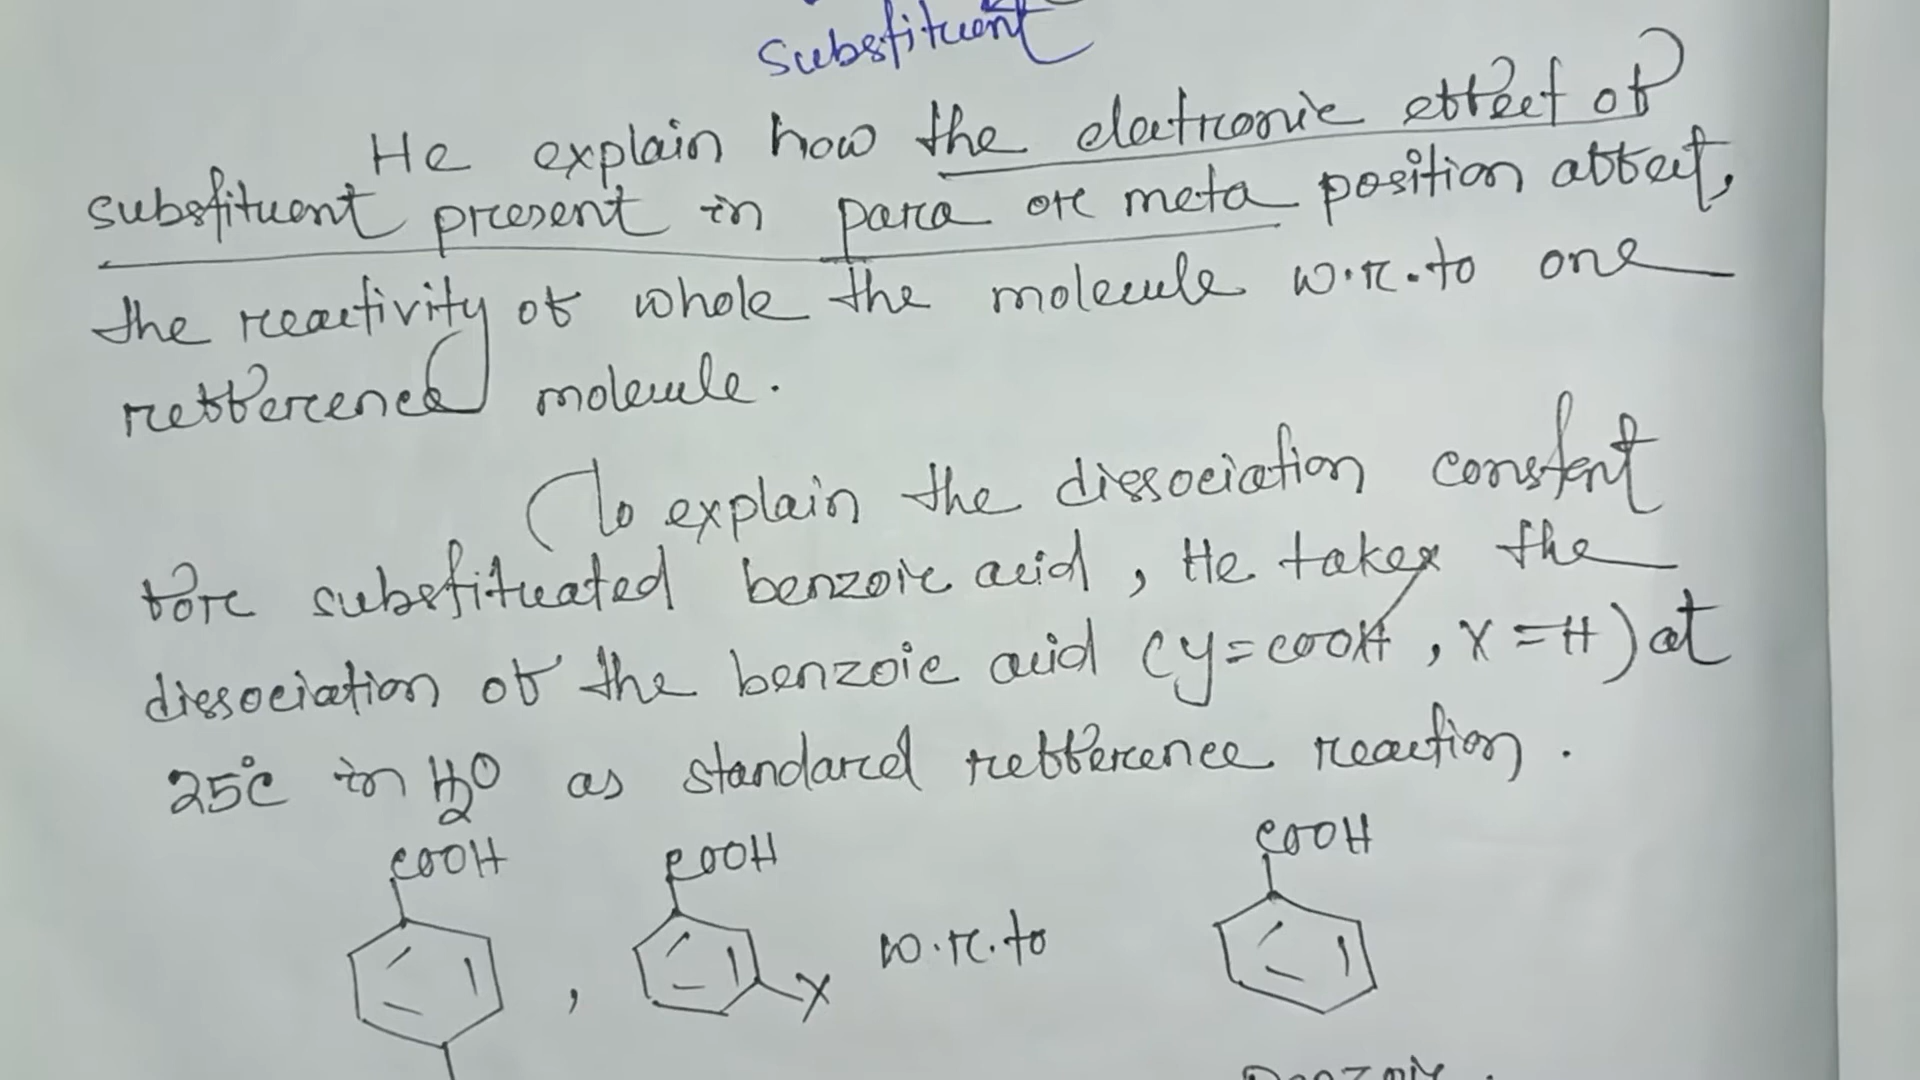 substituent
He explain how the electronic effect of
substituent present in para or meta position affect,
the reactivity of whole the molecule w.r.to one
refference molecule.
To explain the dissociation constent
for substituated benzoic acid, He takes the
dissociation of the benzoic acid (y=COOH, X=H) at
25°C in H2O as standard refference reaction.
COOH COOH COOH
, X w.r.to
Benzoic